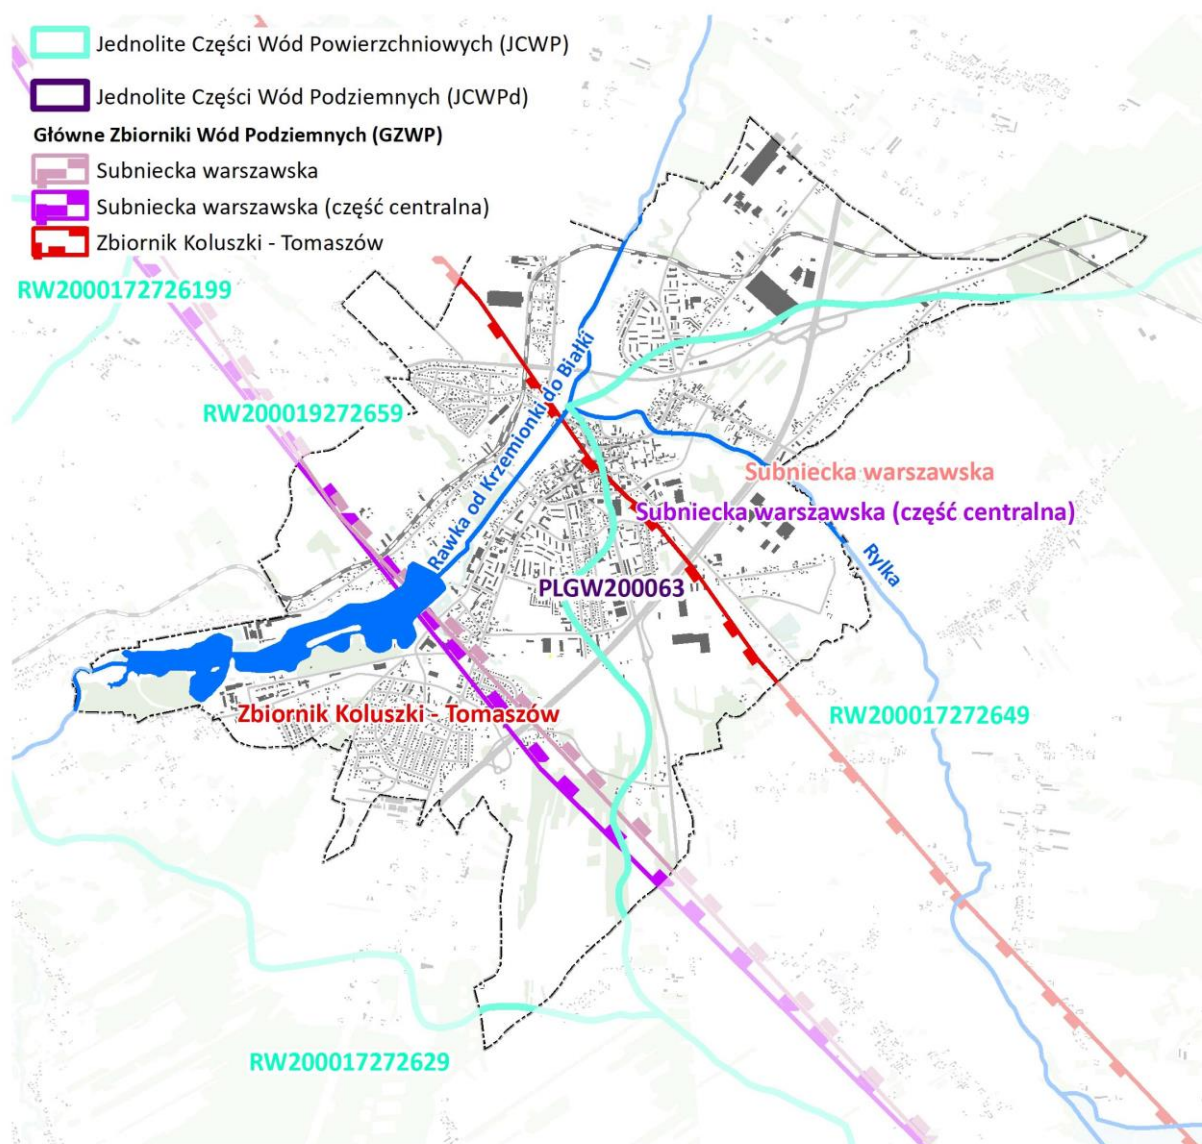 Jednolite Części Wód Powierzchniowych (JCWP)
Jednolite Części Wód Podziemnych (JCWPd)
Główne Zbiorniki Wód Podziemnych (GZWP)
Subniecka warszawska
Subniecka warszawska (część centralna)
Zbiornik Koluszki - Tomaszów
RW2000172726199
RW200019272659
Rawka od Krzemionki do Białki
Subniecka warszawska
Subniecka warszawska (część centralna)
Rylka
PLGW200063
Zbiornik Koluszki - Tomaszów
RW200017272649
RW200017272629